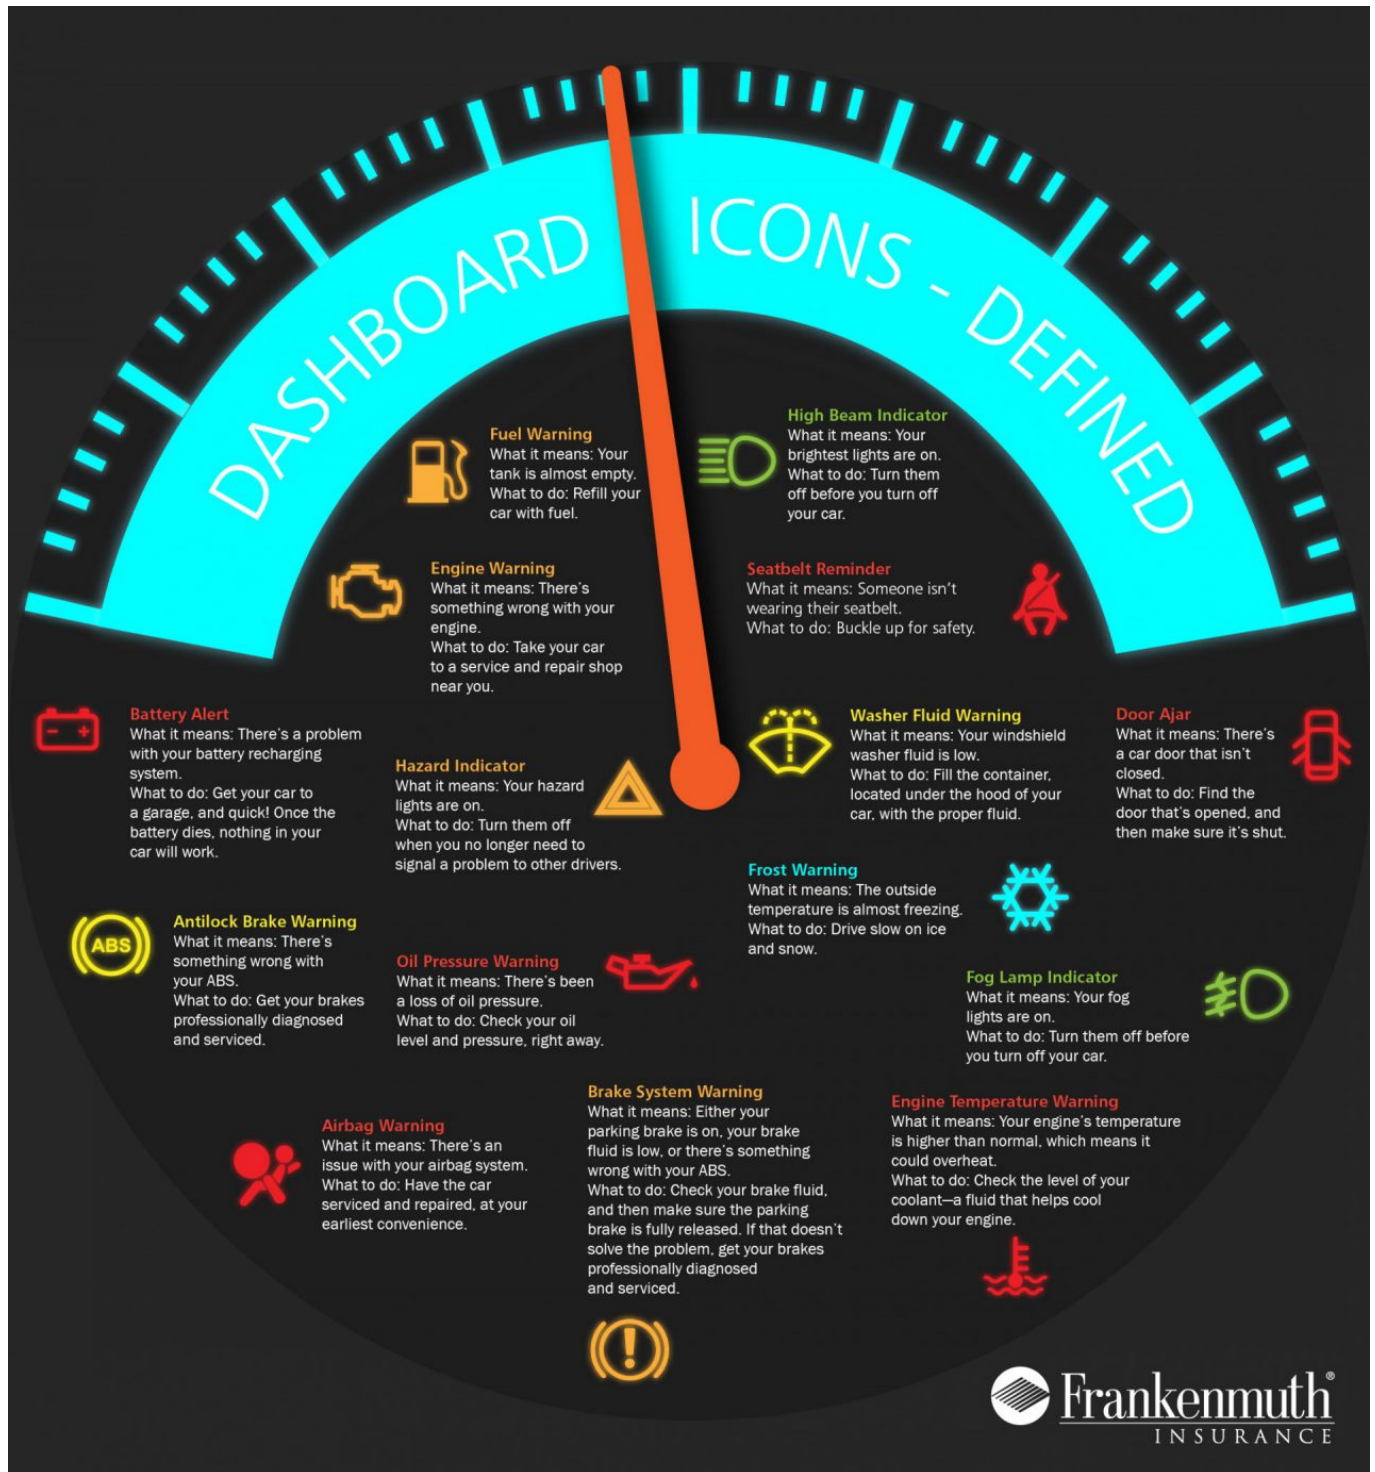 DASHBOARD ICONS - DEFINED
Fuel Warning
What it means: Your
tank is almost empty.
What to do: Refill your
car with fuel.
High Beam Indicator
What it means: Your
brightest lights are on.
What to do: Turn them
off before you turn off
your car.
Engine Warning
What it means: There's
something wrong with your
engine.
What to do: Take your car
to a service and repair shop
near you.
Seatbelt Reminder
What it means: Someone isn't
wearing their seatbelt.
What to do: Buckle up for safety.
Battery Alert
What it means: There's a problem
with your battery recharging
system.
What to do: Get your car to
a garage, and quick! Once the
battery dies, nothing in your
car will work.
Hazard Indicator
What it means: Your hazard
lights are on.
What to do: Turn them off
when you no longer need to
signal a problem to other drivers.
Washer Fluid Warning
What it means: Your windshield
washer fluid is low.
What to do: Fill the container,
located under the hood of your
car, with the proper fluid.
Door Ajar
What it means: There's
a car door that isn't
closed.
What to do: Find the
door that's opened, and
then make sure it's shut.
Frost Warning
What it means: The outside
temperature is almost freezing.
What to do: Drive slow on ice
and snow.
ABS
Antilock Brake Warning
What it means: There's
something wrong with
your ABS.
What to do: Get your brakes
professionally diagnosed
and serviced.
Oil Pressure Warning
What it means: There's been
a loss of oil pressure.
What to do: Check your oil
level and pressure, right away.
Fog Lamp Indicator
What it means: Your fog
lights are on.
What to do: Turn them off before
you turn off your car.
Airbag Warning
What it means: There's an
issue with your airbag system.
What to do: Have the car
serviced and repaired, at your
earliest convenience.
Brake System Warning
What it means: Either your
parking brake is on, your brake
fluid is low, or there's something
wrong with your ABS.
What to do: Check your brake fluid,
and then make sure the parking
brake is fully released. If that doesn't
solve the problem, get your brakes
professionally diagnosed
and serviced.
Engine Temperature Warning
What it means: Your engine's temperature
is higher than normal, which means it
could overheat.
What to do: Check the level of your
coolant—a fluid that helps cool
down your engine.
Frankenmuth®
INSURANCE